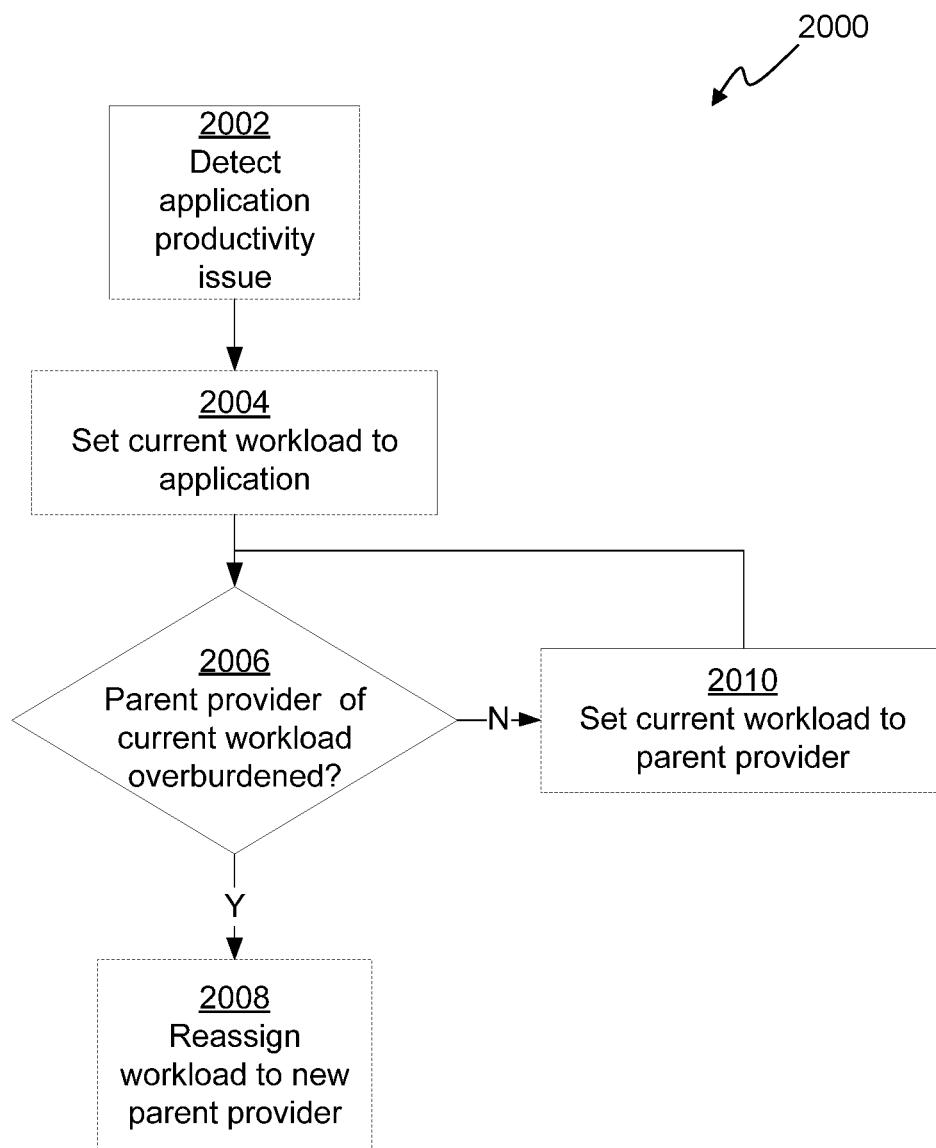 2000
2002
Detect
application
productivity
issue
2004
Set current workload to
application
2006
Parent provider of
current workload
overburdened?
N
2010
Set current workload to
parent provider
Y
2008
Reassign
workload to new
parent provider